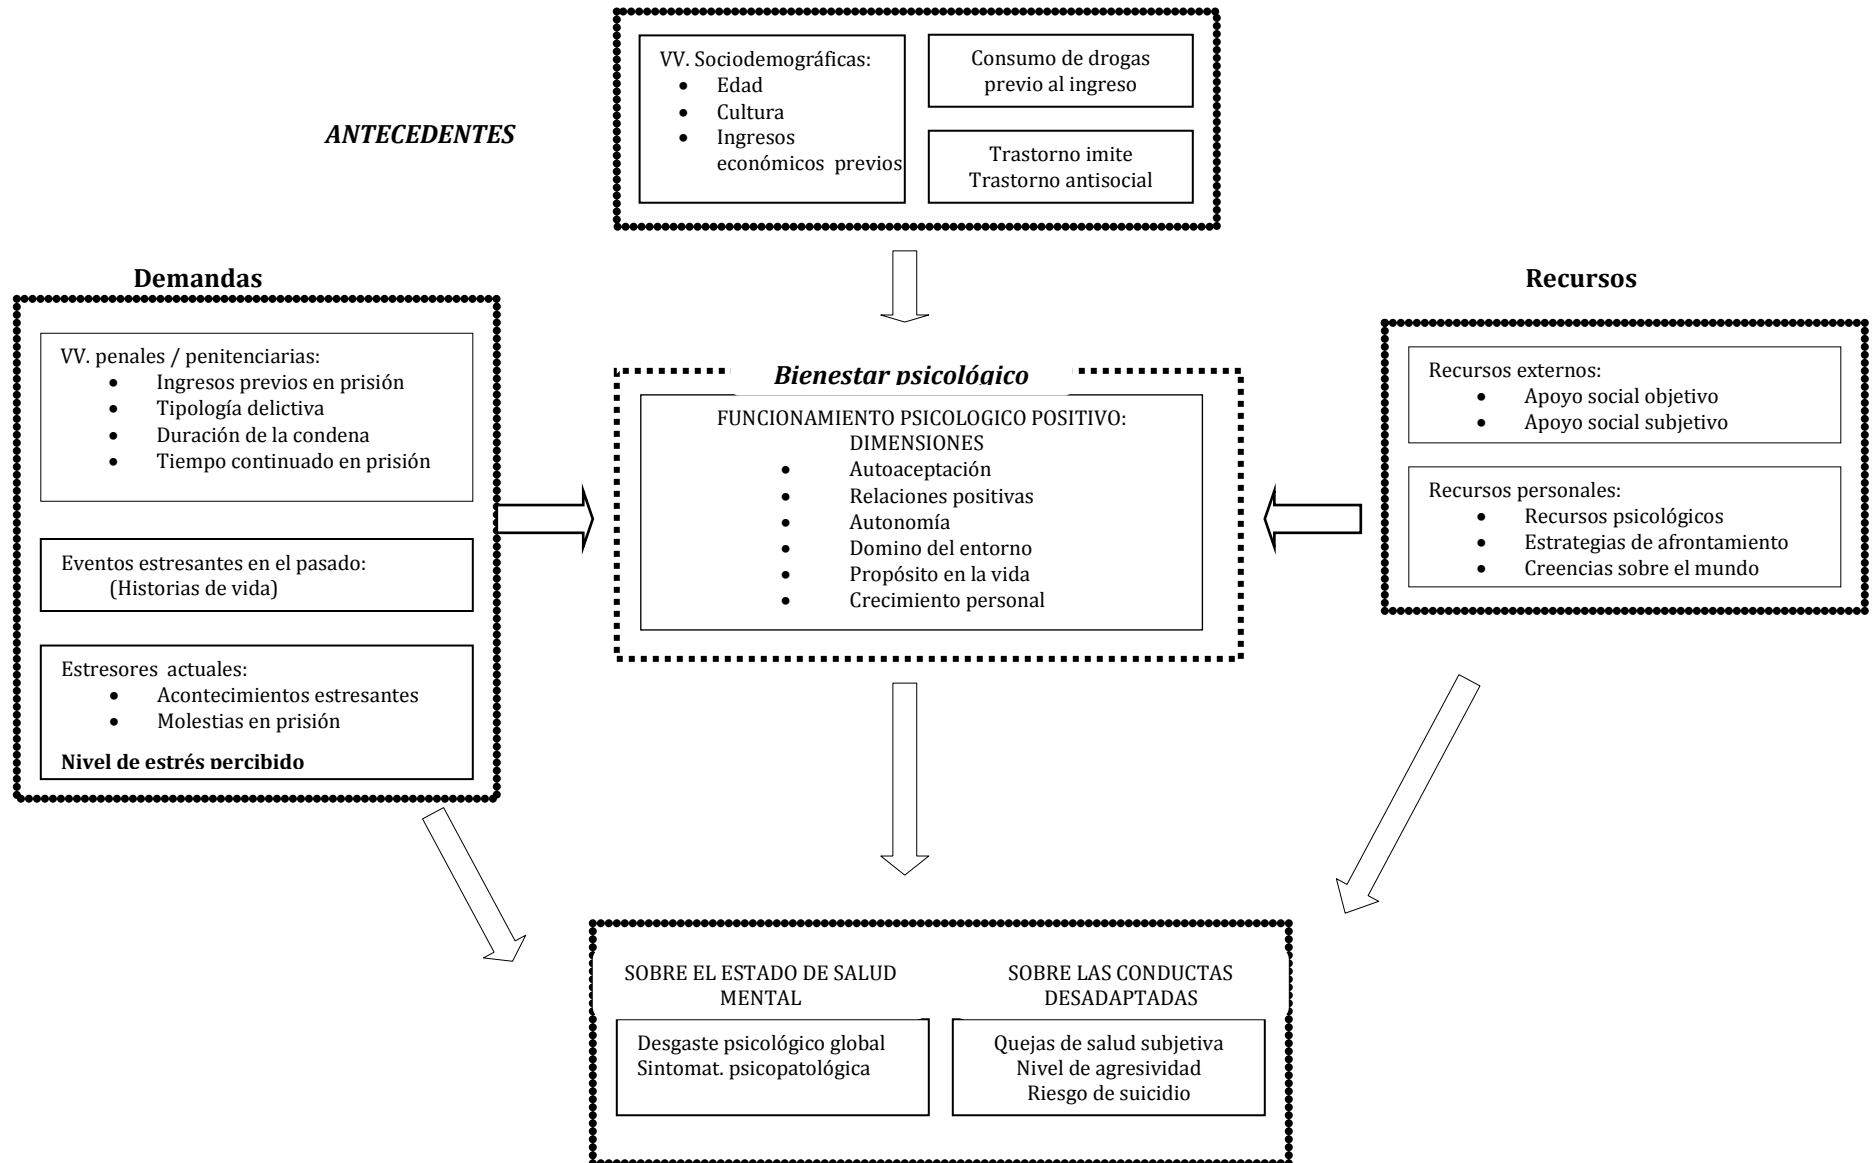 VV. Sociodemográficas:
• Edad
• Cultura
• Ingresos
económicos previos
Consumo de drogas
previo al ingreso
Trastorno imite
Trastorno antisocial
ANTECEDENTES
Demandas
VV. penales / penitenciarias:
• Ingresos previos en prisión
• Tipología delictiva
• Duración de la condena
• Tiempo continuado en prisión
Eventos estresantes en el pasado:
(Historias de vida)
Estresores actuales:
• Acontecimientos estresantes
• Molestias en prisión
Nivel de estrés percibido
Bienestar psicológico
FUNCIONAMIENTO PSICOLOGICO POSITIVO:
DIMENSIONES
• Autoaceptación
• Relaciones positivas
• Autonomía
• Domino del entorno
• Propósito en la vida
• Crecimiento personal
Recursos
Recursos externos:
• Apoyo social objetivo
• Apoyo social subjetivo
Recursos personales:
• Recursos psicológicos
• Estrategias de afrontamiento
• Creencias sobre el mundo
SOBRE EL ESTADO DE SALUD
MENTAL
Desgaste psicológico global
Sintomat. psicopatológica
SOBRE LAS CONDUCTAS
DESADAPTADAS
Quejas de salud subjetiva
Nivel de agresividad
Riesgo de suicidio